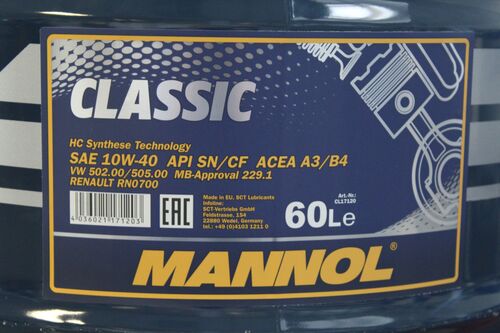 CLASSIC
HC Synthese Technology
SAE 10W-40 API SN/CF ACEA A3/B4
VW 502.00/505.00 MB-Approval 229.1
RENAULT RN0700
4036021171203
EAC
Made in EU, SCT Lubricants
SCT-Vertriebs GmbH
Feldstrasse, 154
22880 Wedel, Germany
tel.: +49 (0)4103 1211 0
Art.-Nr.:
CL17120
60L e
MANNOL®